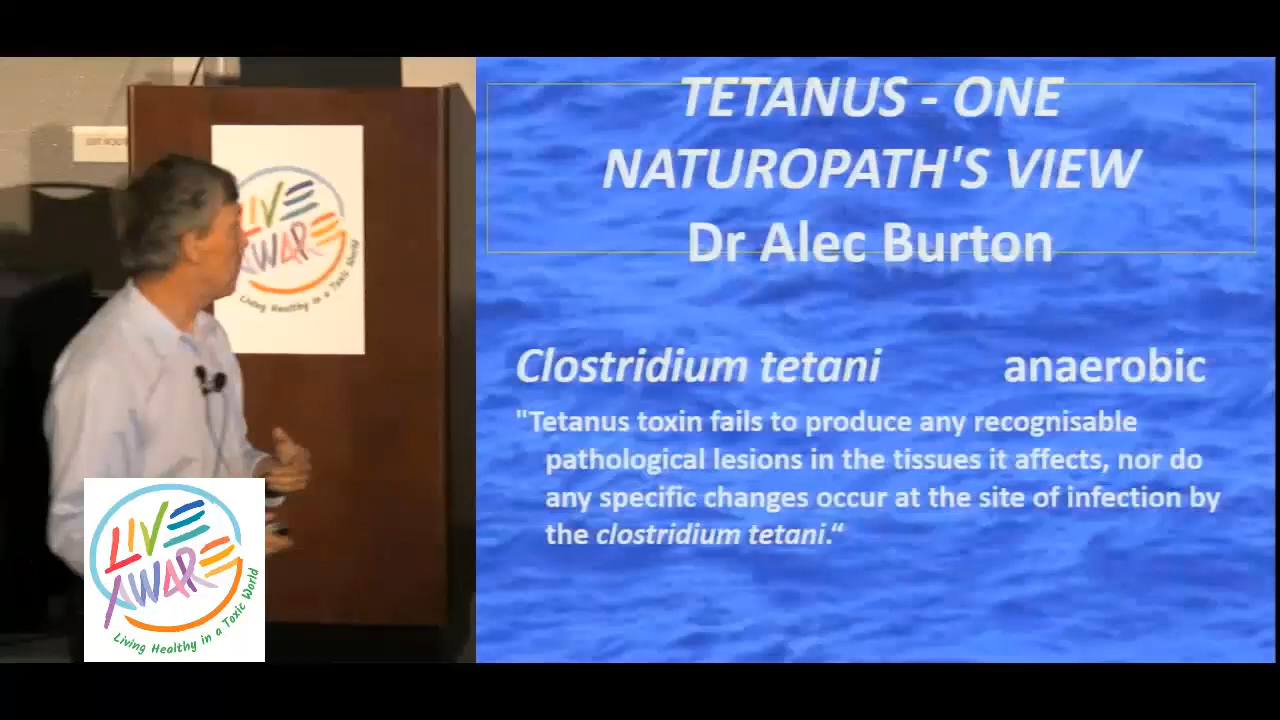 LIVE
AWARE
Living Healthy in a Toxic World
TETANUS - ONE
NATUROPATH'S VIEW
Dr Alec Burton
Clostridium tetani anaerobic
"Tetanus toxin fails to produce any recognisable
pathological lesions in the tissues it affects, nor do
any specific changes occur at the site of infection by
the clostridium tetani.“
LIVE
AWARE
Living Healthy in a Toxic World